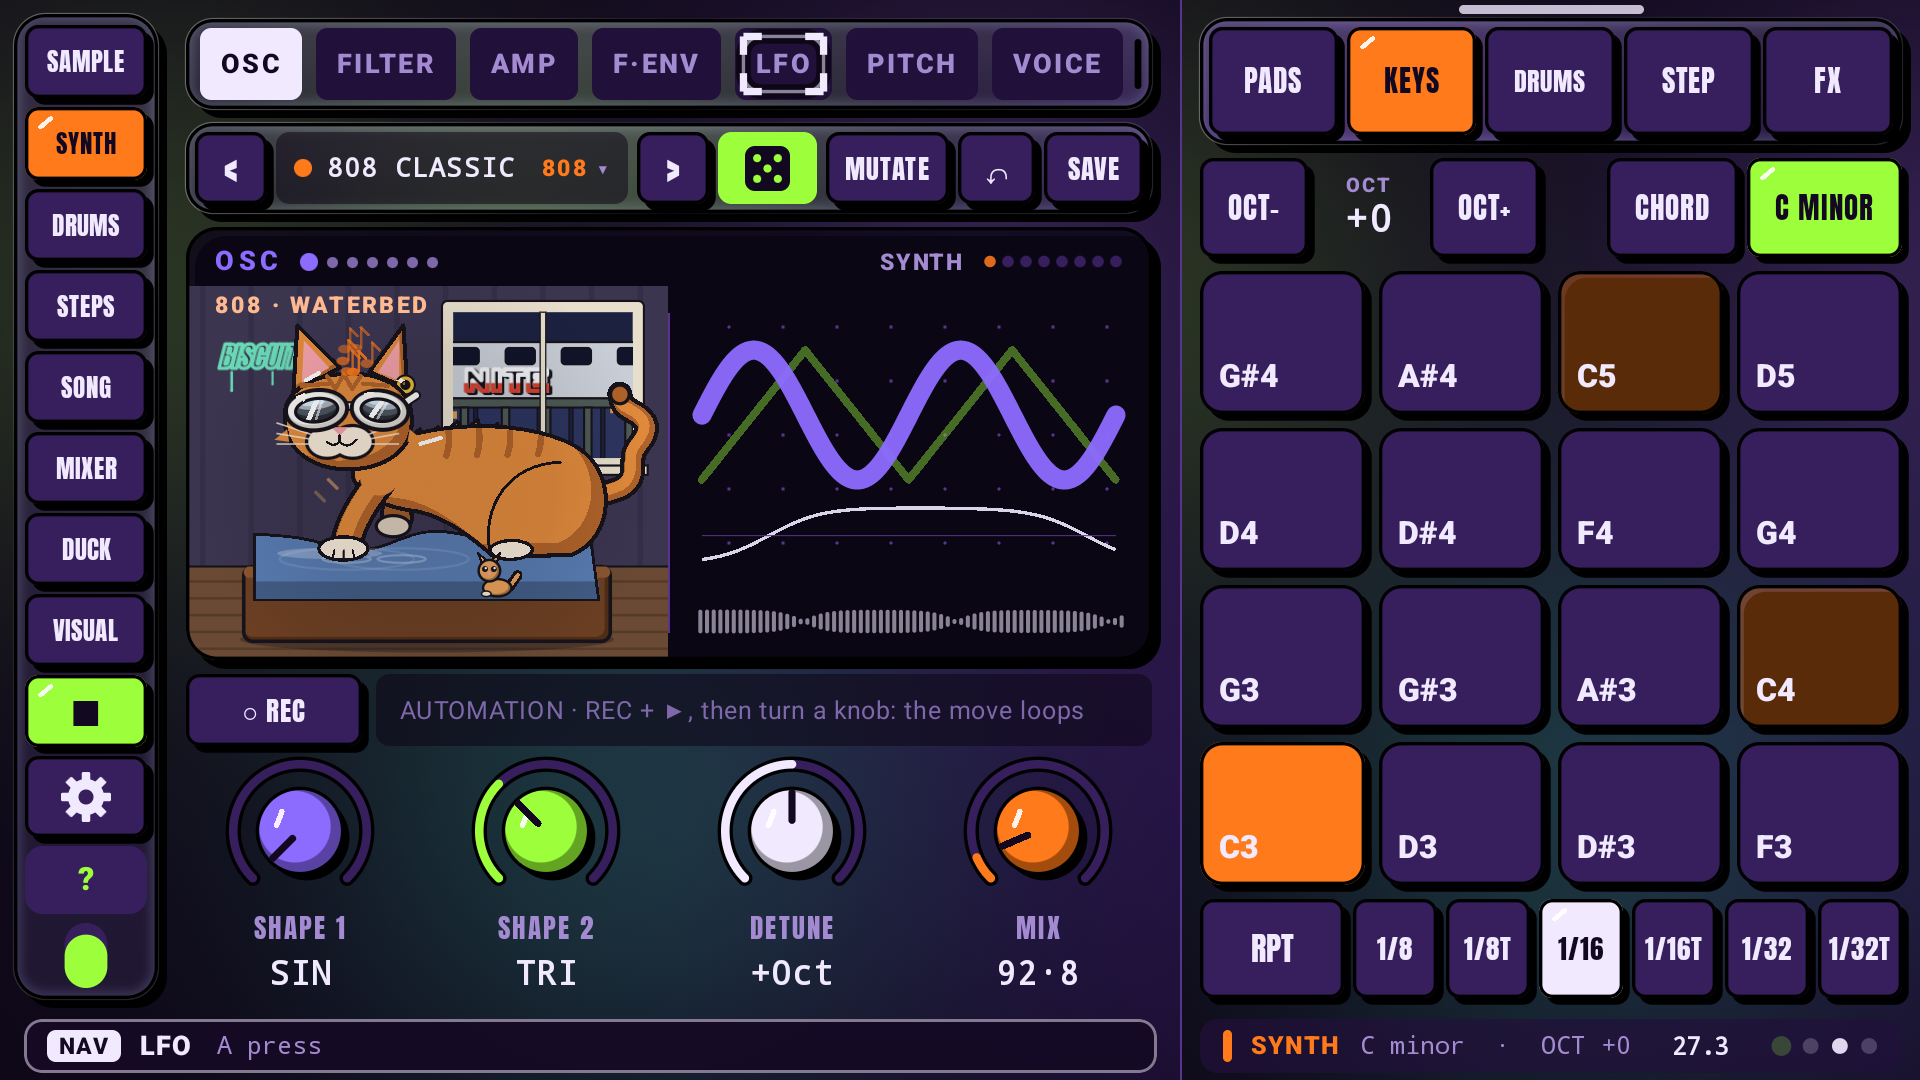 SAMPLE
SYNTH
DRUMS
STEPS
SONG
MIXER
DUCK
VISUAL
?
OSC FILTER AMP F·ENV LFO PITCH VOICE
< 808 CLASSIC 808 ▾ > MUTATE SAVE
OSC SYNTH
808 · WATERBED
BISCUIT
NITE
○ REC AUTOMATION · REC + ►, then turn a knob: the move loops
SHAPE 1 SHAPE 2 DETUNE MIX
SIN TRI +Oct 92·8
NAV LFO A press
PADS KEYS DRUMS STEP FX
OCT- OCT +0 OCT+ CHORD C MINOR
G#4 A#4 C5 D5
D4 D#4 F4 G4
G3 G#3 A#3 C4
C3 D3 D#3 F3
RPT 1/8 1/8T 1/16 1/16T 1/32 1/32T
SYNTH C minor · OCT +0 27.3